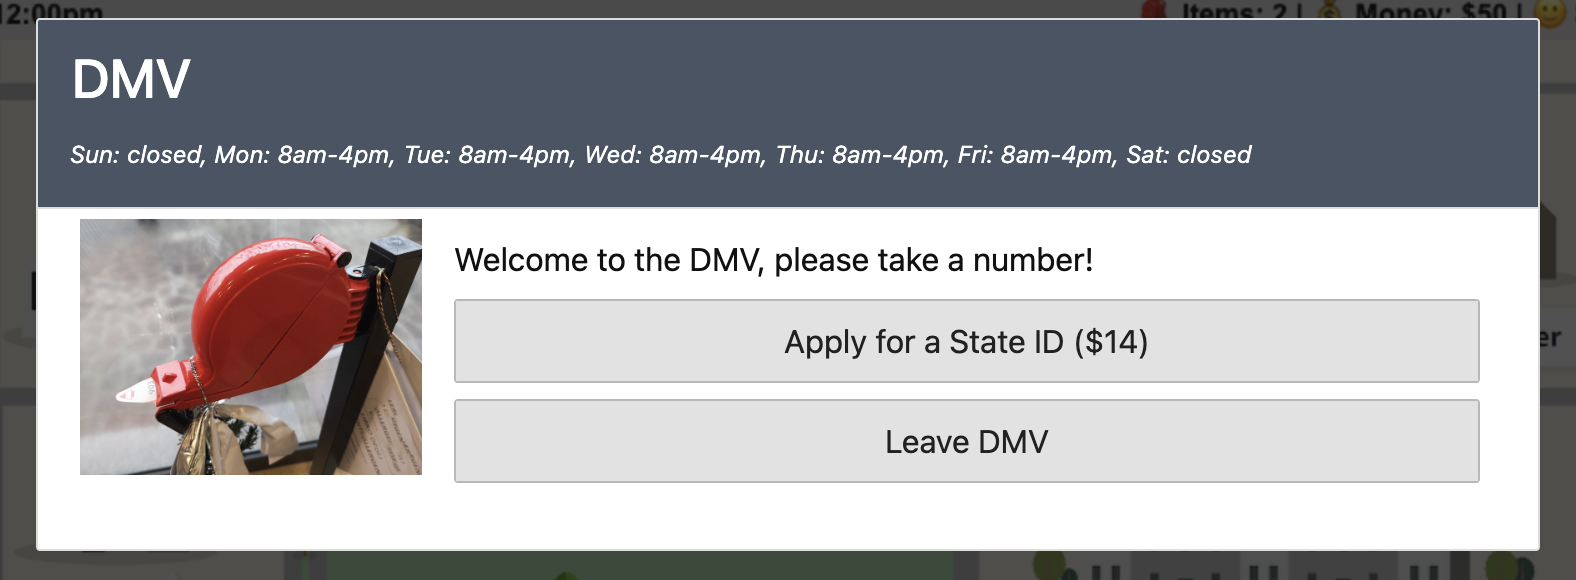 12:00pm
Items: 2 | Money: $50 |
DMV
Sun: closed, Mon: 8am-4pm, Tue: 8am-4pm, Wed: 8am-4pm, Thu: 8am-4pm, Fri: 8am-4pm, Sat: closed
Welcome to the DMV, please take a number!
Apply for a State ID ($14)
Leave DMV
er